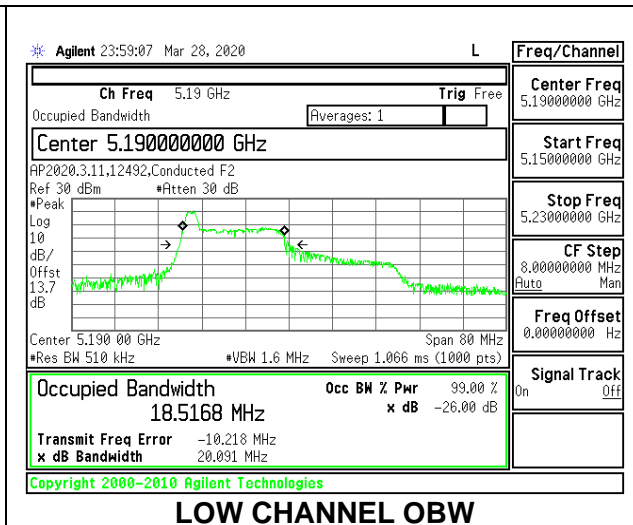 Agilent 23:59:07 Mar 28, 2020 L
Freq/Channel
Ch Freq 5.19 GHz Trig Free
Occupied Bandwidth Averages: 1
Center 5.190000000 GHz
AP2020.3.11,12492,Conducted F2
Ref 30 dBm #Atten 30 dB
#Peak
Log
10
dB/
Offst
13.7
dB
Center 5.190 00 GHz Span 80 MHz
#Res BW 510 kHz #VBW 1.6 MHz Sweep 1.066 ms (1000 pts)
Occupied Bandwidth Occ BW % Pwr 99.00 %
18.5168 MHz x dB -26.00 dB
Transmit Freq Error -10.218 MHz
x dB Bandwidth 20.091 MHz
Copyright 2000-2010 Agilent Technologies
Center Freq
5.19000000 GHz
Start Freq
5.15000000 GHz
Stop Freq
5.23000000 GHz
CF Step
8.00000000 MHz
Auto Man
Freq Offset
0.00000000 Hz
Signal Track
On Off
LOW CHANNEL OBW